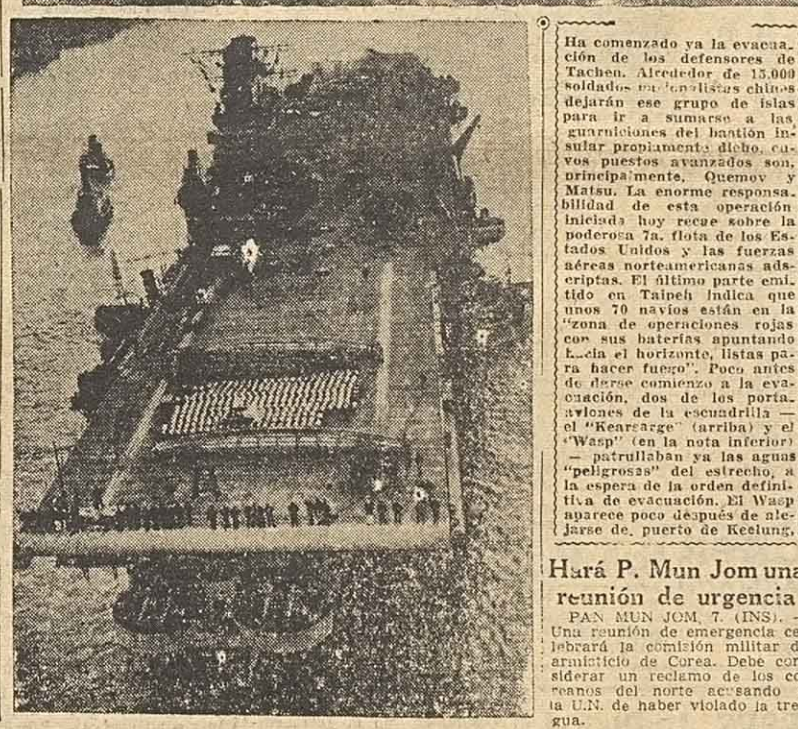 Ha comenzado ya la evacua-
ción de los defensores de
Tachen. Alrededor de 15.000
soldados nacionalistas chinos
dejarán ese grupo de islas
para ir a sumarse a las
guarniciones del bastión in-
sular propiamente dicho, cu-
yos puestos avanzados son,
principalmente, Quemoy y
Matsu. La enorme responsa-
bilidad de esta operación
iniciada hoy recae sobre la
poderosa 7a. flota de los Es-
tados Unidos y las fuerzas
aéreas norteamericanas ads-
criptas. El último parte emi-
tido en Taipeh indica que
unos 70 navíos están en la
"zona de operaciones rojas
con sus baterías apuntando
hacia el horizonte, listas pa-
ra hacer fuego". Poco antes
de darse comienzo a la eva-
cuación, dos de los porta-
aviones de la escuadrilla —
el "Kearsarge" (arriba) y el
"Wasp" (en la nota inferior)
— patrullaban ya las aguas
"peligrosas" del estrecho, a
la espera de la orden defini-
tiva de evacuación. El Wasp
aparece poco después de ale-
jarse de puerto de Keelung,
Hará P. Mun Jom una
reunión de urgencia
PAN MUN JOM, 7. (INS). -
Una reunión de emergencia ce
lebrará la comisión militar d
armisticio de Corea. Debe con
siderar un reclamo de los co
reanos del norte acusando
la U.N. de haber violado la tre
gua.